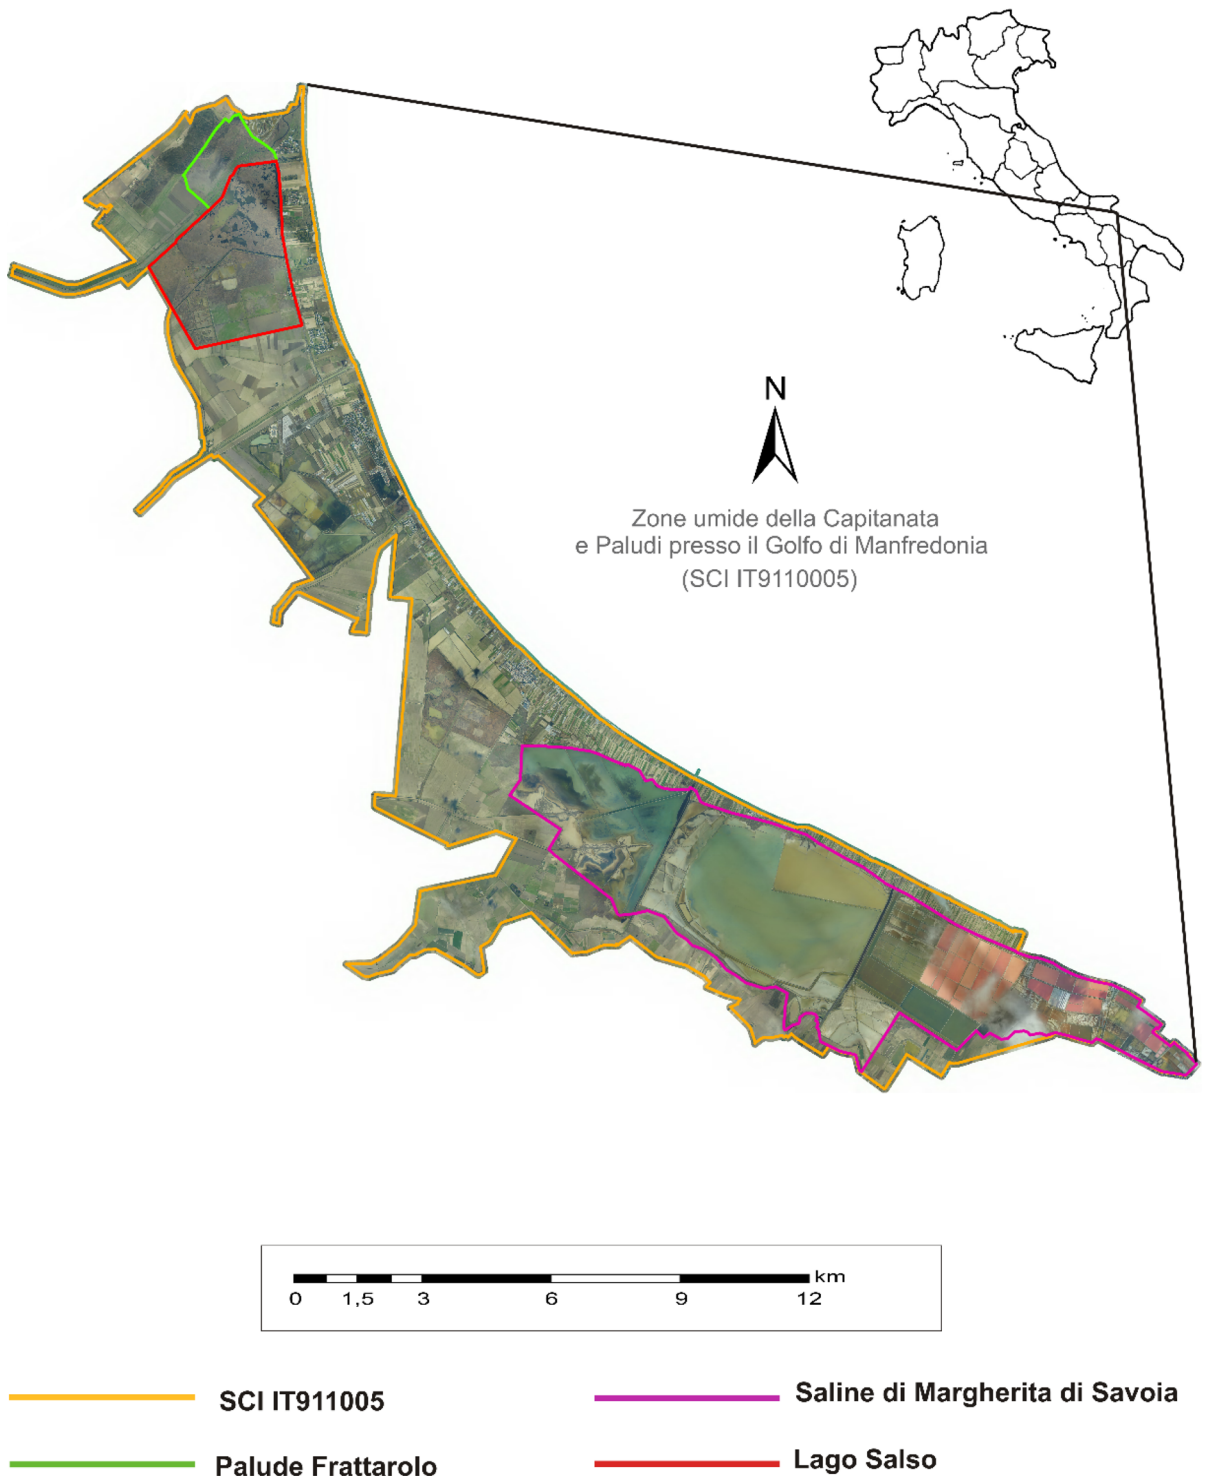 N
Zone umide della Capitanata
e Paludi presso il Golfo di Manfredonia
(SCI IT9110005)
km
0 1,5 3 6 9 12
SCI IT911005
Saline di Margherita di Savoia
Palude Frattarolo
Lago Salso